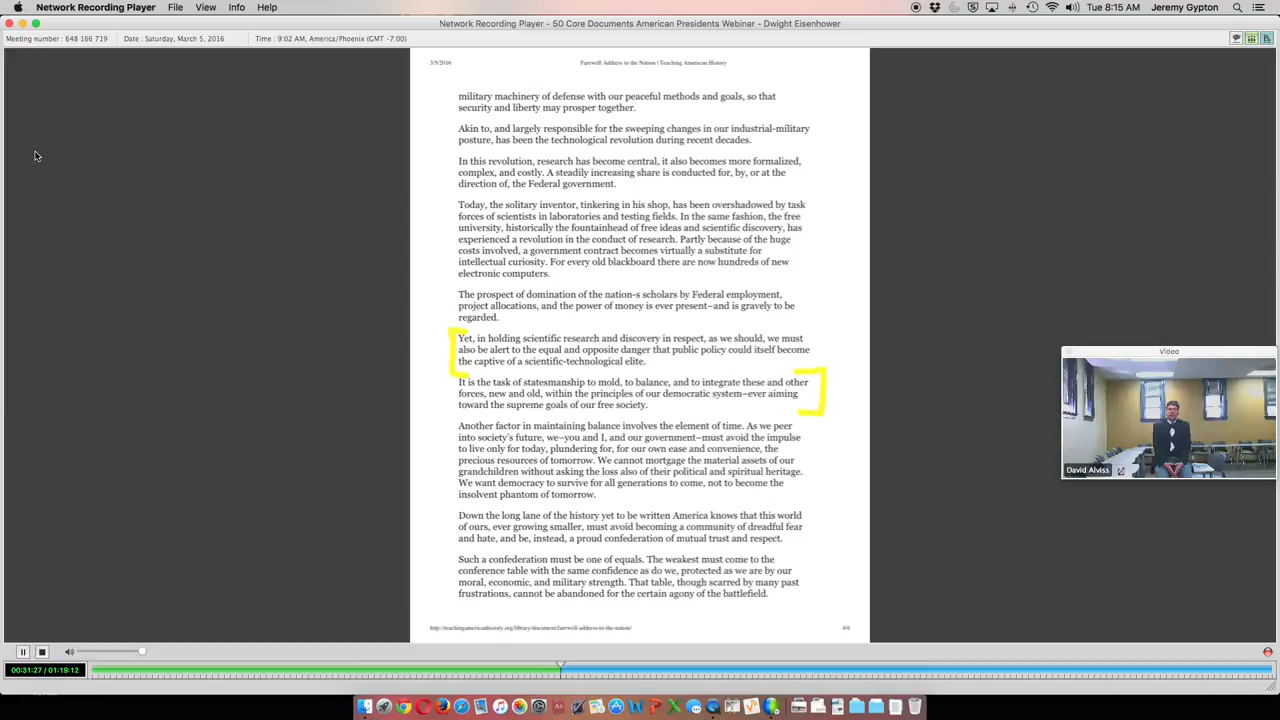 Network Recording Player File View Info Help Tue 8:15 AM Jeremy Gypton
Network Recording Player - 50 Core Documents American Presidents Webinar - Dwight Eisenhower
Meeting number : 648 166 719 Date : Saturday, March 5, 2016 Time : 9:02 AM, America/Phoenix (GMT -7:00)
3/5/2016 Farewell Address to the Nation | Teaching American History
military machinery of defense with our peaceful methods and goals, so that
security and liberty may prosper together.
Akin to, and largely responsible for the sweeping changes in our industrial-military
posture, has been the technological revolution during recent decades.
In this revolution, research has become central, it also becomes more formalized,
complex, and costly. A steadily increasing share is conducted for, by, or at the
direction of, the Federal government.
Today, the solitary inventor, tinkering in his shop, has been overshadowed by task
forces of scientists in laboratories and testing fields. In the same fashion, the free
university, historically the fountainhead of free ideas and scientific discovery, has
experienced a revolution in the conduct of research. Partly because of the huge
costs involved, a government contract becomes virtually a substitute for
intellectual curiosity. For every old blackboard there are now hundreds of new
electronic computers.
The prospect of domination of the nation-s scholars by Federal employment,
project allocations, and the power of money is ever present–and is gravely to be
regarded.
Yet, in holding scientific research and discovery in respect, as we should, we must
also be alert to the equal and opposite danger that public policy could itself become
the captive of a scientific-technological elite.
It is the task of statesmanship to mold, to balance, and to integrate these and other
forces, new and old, within the principles of our democratic system–ever aiming
toward the supreme goals of our free society.
Another factor in maintaining balance involves the element of time. As we peer
into society's future, we–you and I, and our government–must avoid the impulse
to live only for today, plundering for, for our own ease and convenience, the
precious resources of tomorrow. We cannot mortgage the material assets of our
grandchildren without asking the loss also of their political and spiritual heritage.
We want democracy to survive for all generations to come, not to become the
insolvent phantom of tomorrow.
Down the long lane of the history yet to be written America knows that this world
of ours, ever growing smaller, must avoid becoming a community of dreadful fear
and hate, and be, instead, a proud confederation of mutual trust and respect.
Such a confederation must be one of equals. The weakest must come to the
conference table with the same confidence as do we, protected as we are by our
moral, economic, and military strength. That table, though scarred by many past
frustrations, cannot be abandoned for the certain agony of the battlefield.
http://teachingamericanhistory.org/library/document/farewell-address-to-the-nation/ 4/6
Video
David Alviss
00:31:27 / 01:19:12